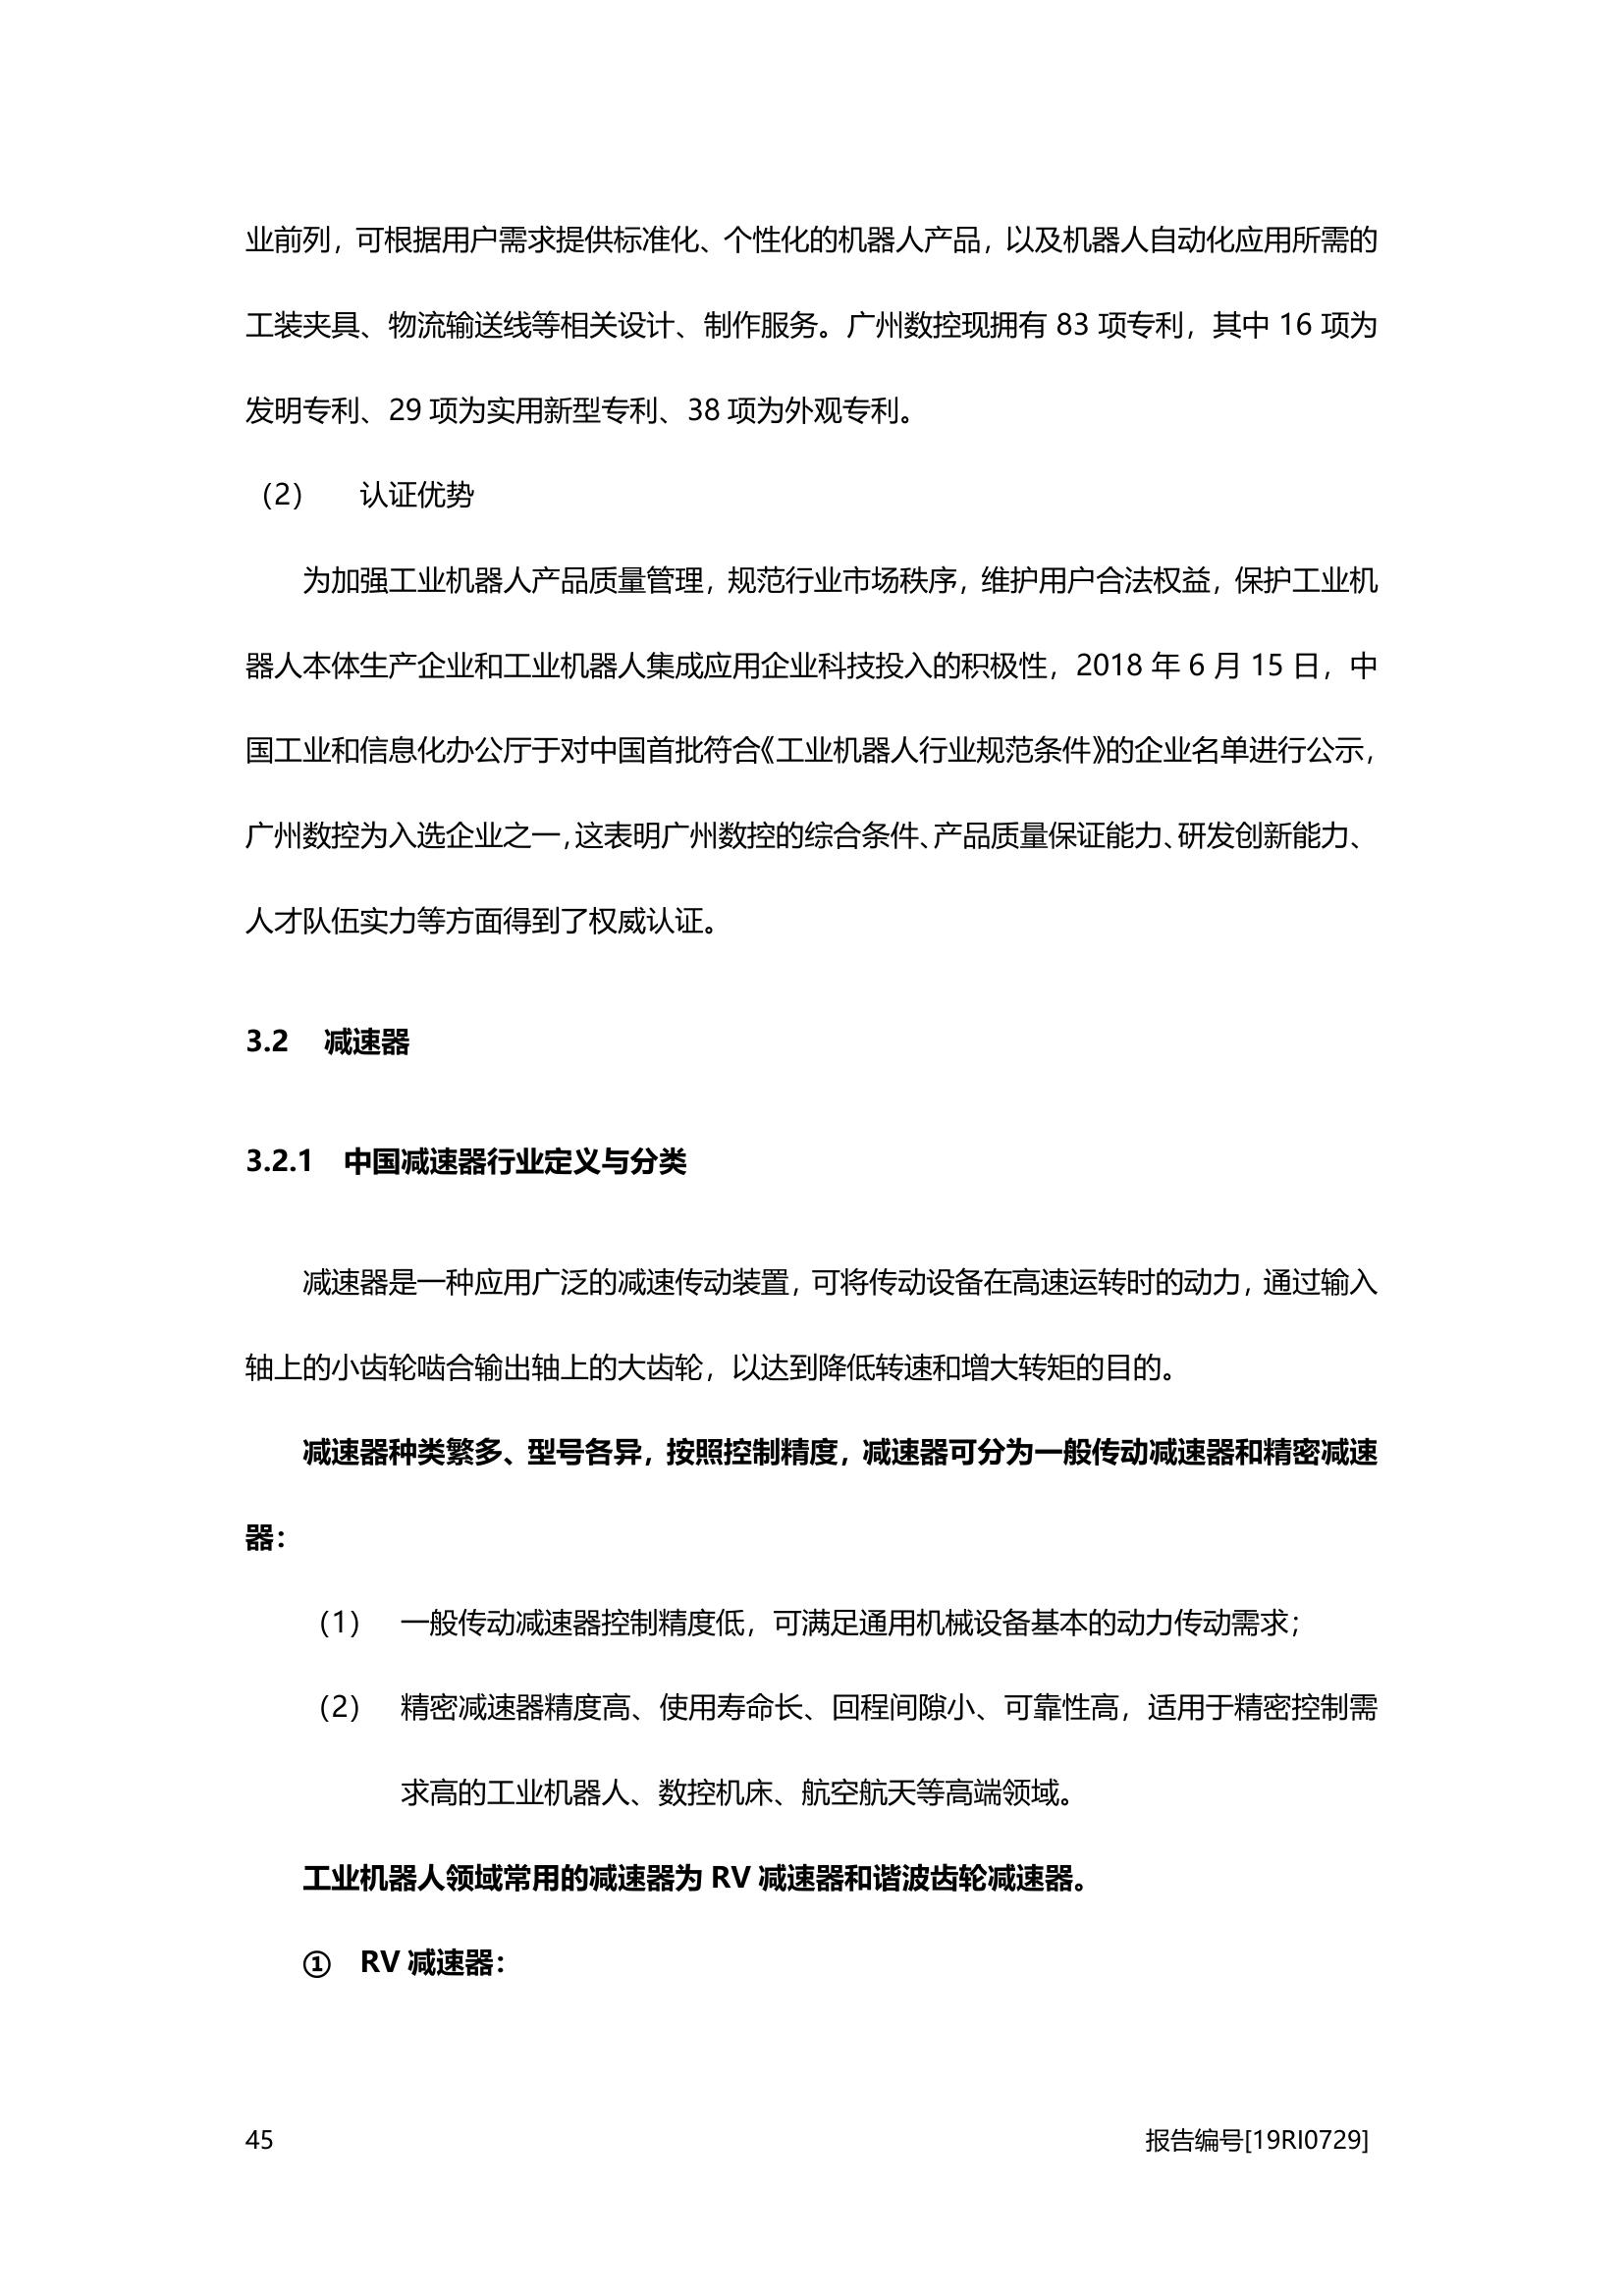 业前列，可根据用户需求提供标准化、个性化的机器人产品，以及机器人自动化应用所需的
工装夹具、物流输送线等相关设计、制作服务。广州数控现拥有 83 项专利，其中 16 项为
发明专利、29 项为实用新型专利、38 项为外观专利。
（2） 认证优势
为加强工业机器人产品质量管理，规范行业市场秩序，维护用户合法权益，保护工业机
器人本体生产企业和工业机器人集成应用企业科技投入的积极性，2018 年 6 月 15 日，中
国工业和信息化办公厅于对中国首批符合《工业机器人行业规范条件》的企业名单进行公示，
广州数控为入选企业之一，这表明广州数控的综合条件、产品质量保证能力、研发创新能力、
人才队伍实力等方面得到了权威认证。
3.2 减速器
3.2.1 中国减速器行业定义与分类
减速器是一种应用广泛的减速传动装置，可将传动设备在高速运转时的动力，通过输入
轴上的小齿轮啮合输出轴上的大齿轮，以达到降低转速和增大转矩的目的。
减速器种类繁多、型号各异，按照控制精度，减速器可分为一般传动减速器和精密减速
器：
（1） 一般传动减速器控制精度低，可满足通用机械设备基本的动力传动需求；
（2） 精密减速器精度高、使用寿命长、回程间隙小、可靠性高，适用于精密控制需
求高的工业机器人、数控机床、航空航天等高端领域。
工业机器人领域常用的减速器为 RV 减速器和谐波齿轮减速器。
① RV 减速器：
45 报告编号[19RI0729]